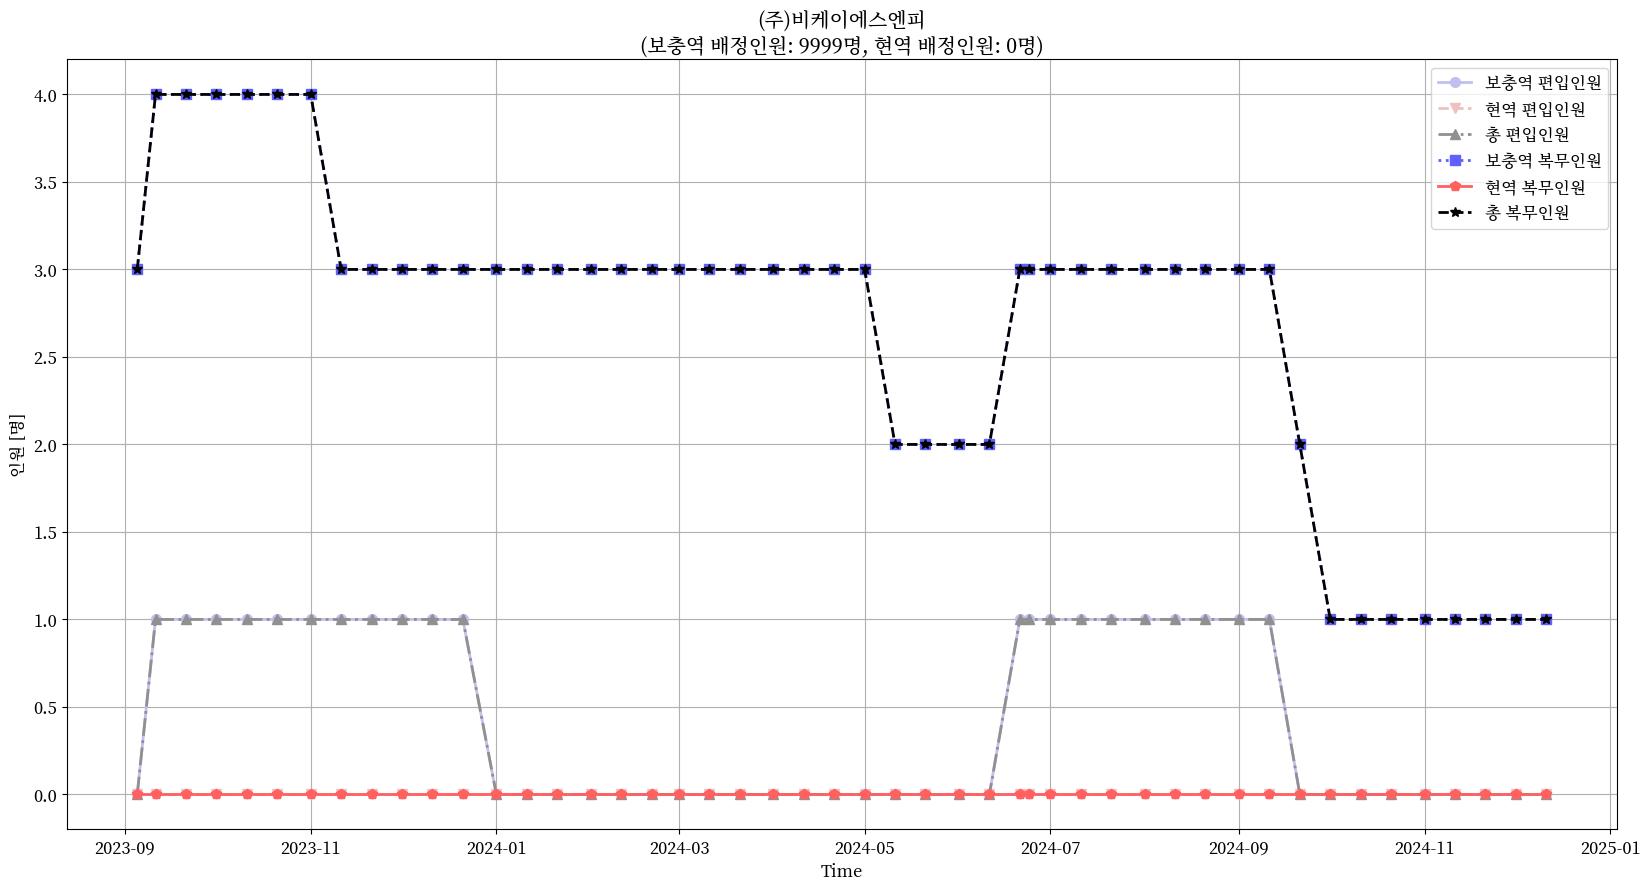 (주)비케이에스엔피
(보충역 배정인원: 9999명, 현역 배정인원: 0명)
보충역 편입인원
현역 편입인원
총 편입인원
보충역 복무인원
현역 복무인원
총 복무인원
인원 [명]
4.0
3.5
3.0
2.5
2.0
1.5
1.0
0.5
0.0
2023-09 2023-11 2024-01 2024-03 2024-05 2024-07 2024-09 2024-11 2025-01
Time